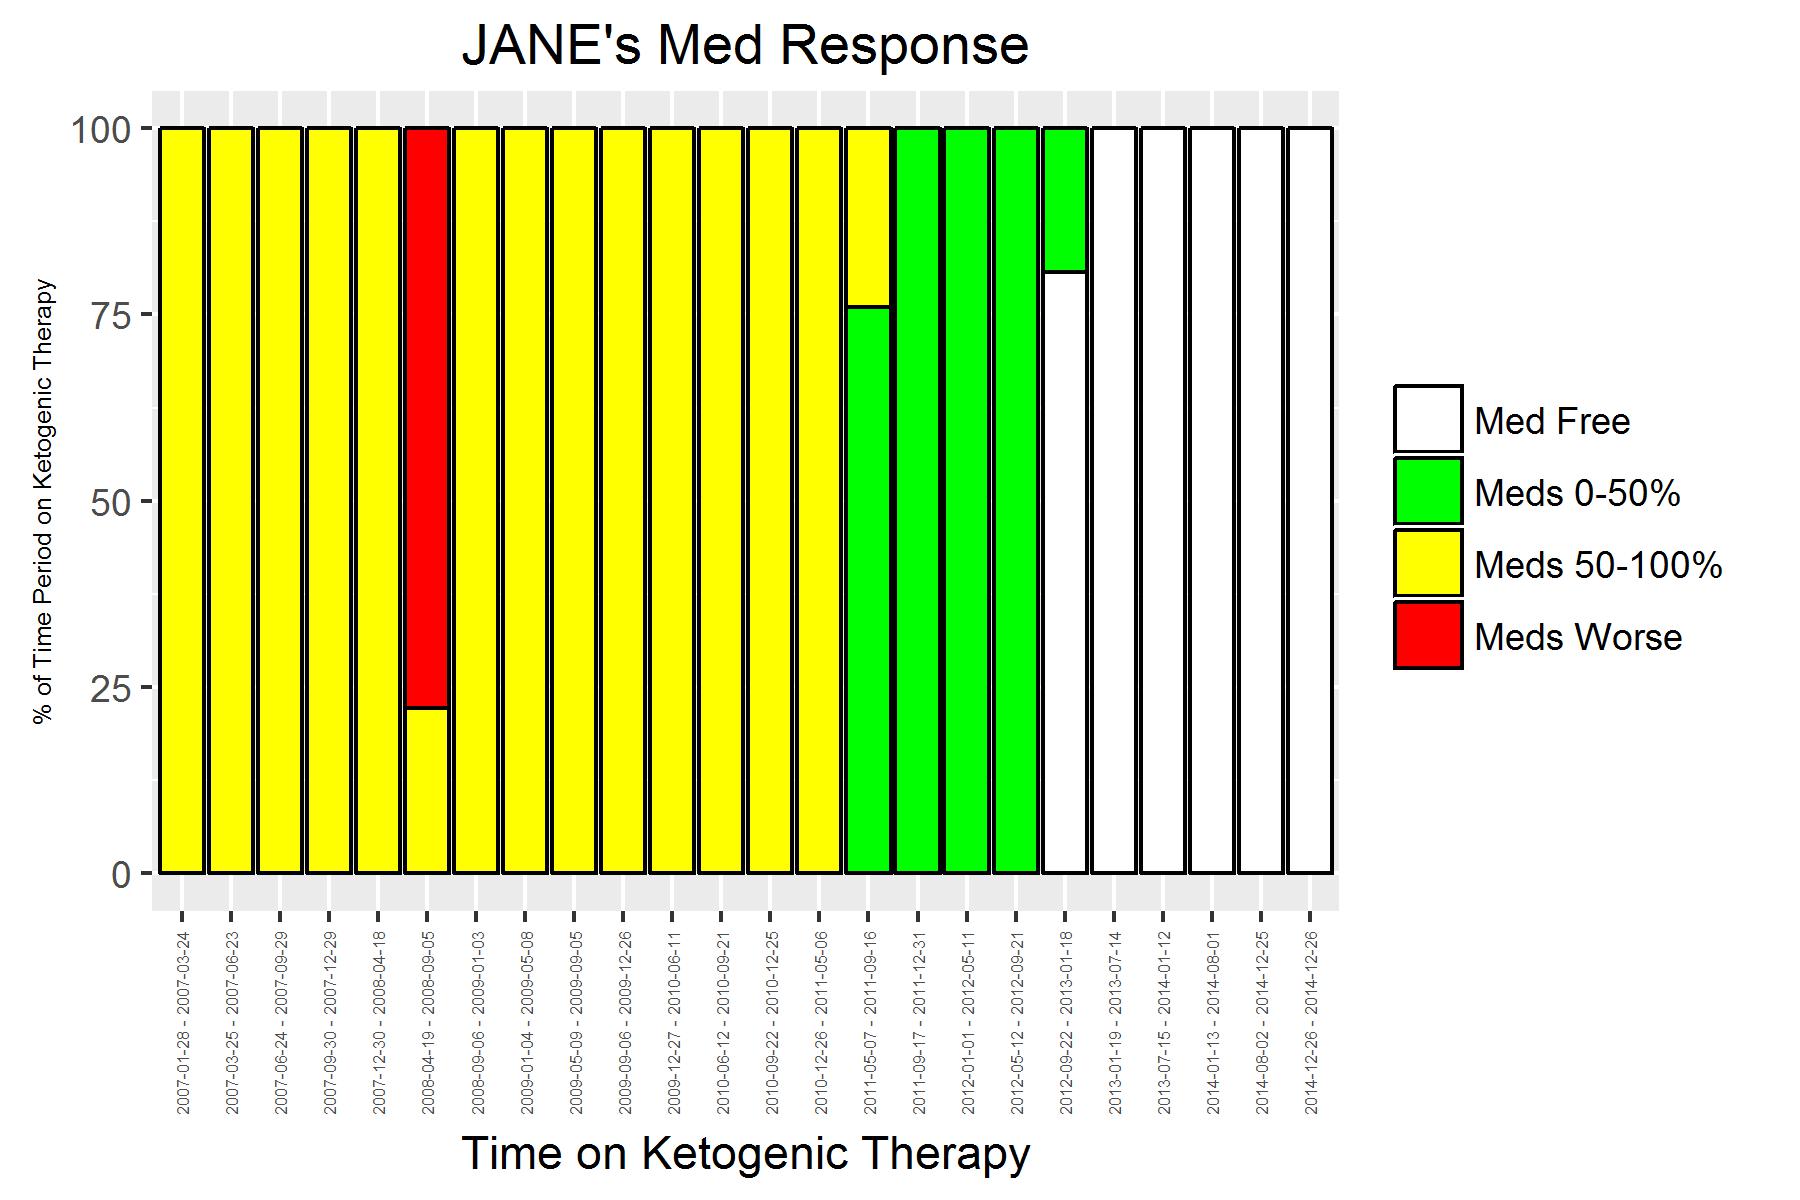 JANE's Med Response
% of Time Period on Ketogenic Therapy
100
75
50
25
0
2007-01-28 - 2007-03-24
2007-03-25 - 2007-06-23
2007-06-24 - 2007-09-29
2007-09-30 - 2007-12-29
2007-12-30 - 2008-04-18
2008-04-19 - 2008-09-05
2008-09-06 - 2009-01-03
2009-01-04 - 2009-05-08
2009-05-09 - 2009-09-05
2009-09-06 - 2009-12-26
2009-12-27 - 2010-06-11
2010-06-12 - 2010-09-21
2010-09-22 - 2010-12-25
2010-12-26 - 2011-05-06
2011-05-07 - 2011-09-16
2011-09-17 - 2011-12-31
2012-01-01 - 2012-05-11
2012-05-12 - 2012-09-21
2012-09-22 - 2013-01-18
2013-01-19 - 2013-07-14
2013-07-15 - 2014-01-12
2014-01-13 - 2014-08-01
2014-08-02 - 2014-12-25
2014-12-26 - 2014-12-26
Time on Ketogenic Therapy
Med Free
Meds 0-50%
Meds 50-100%
Meds Worse